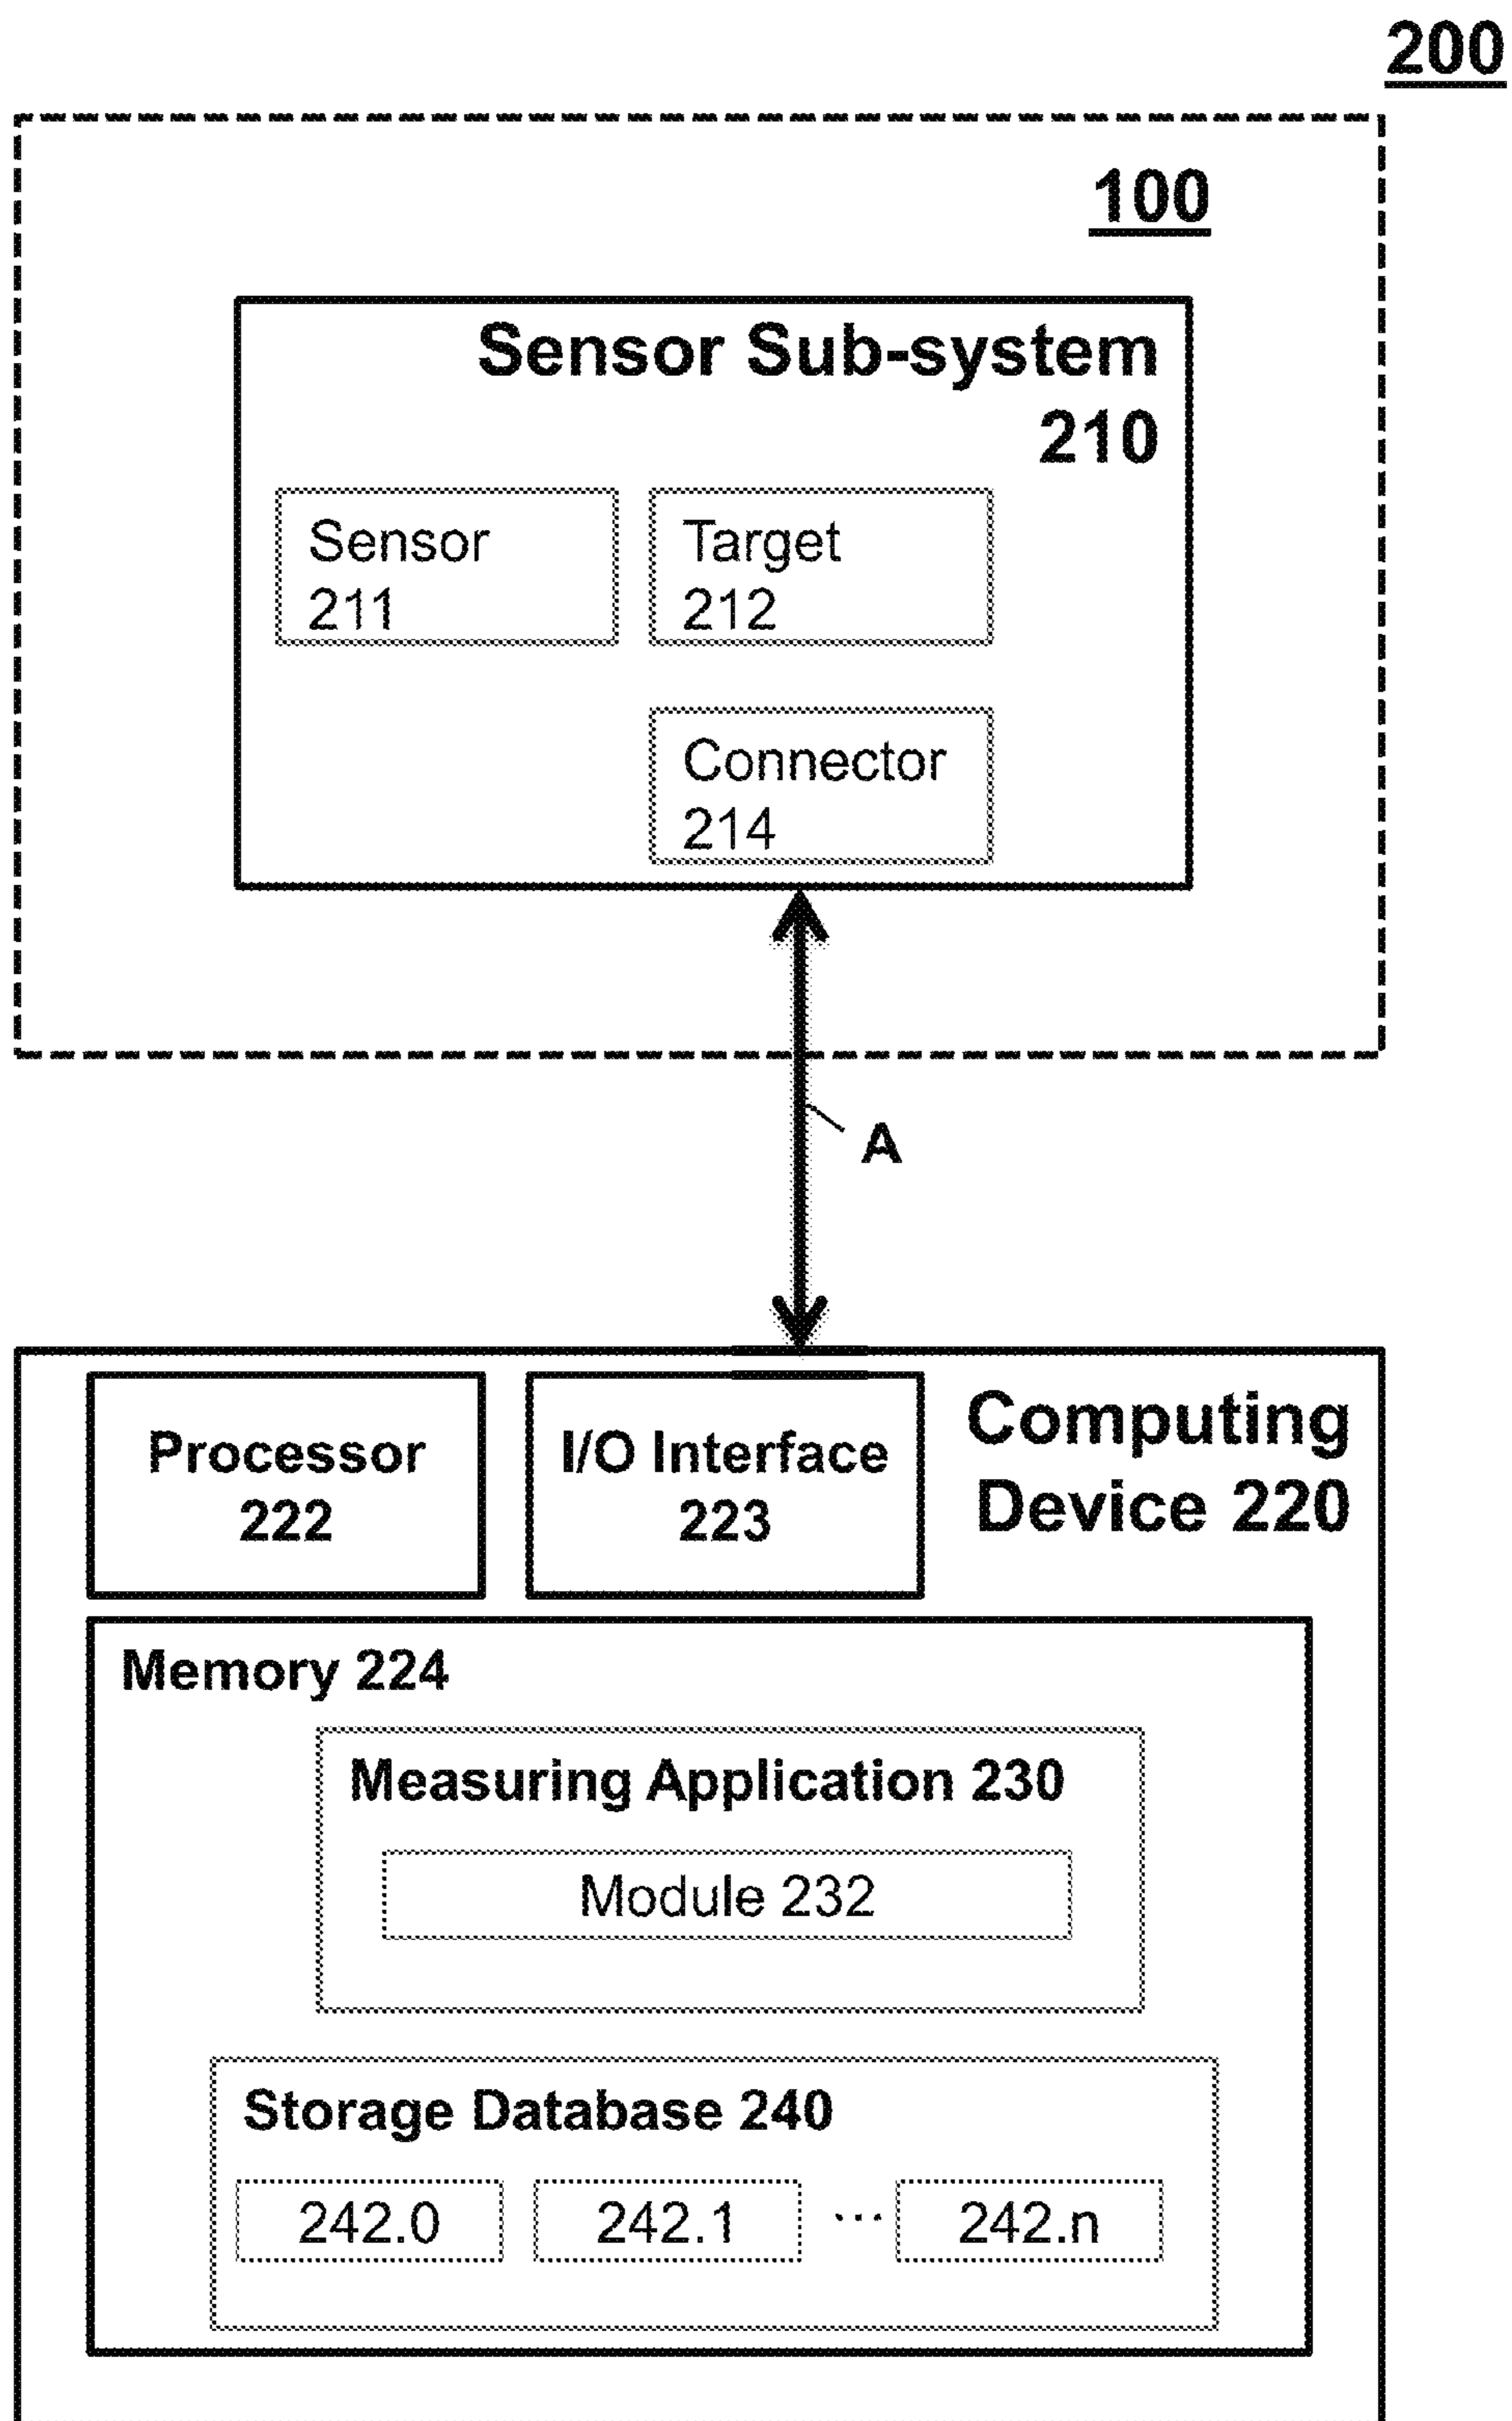 200
100
Sensor Sub-system
210
Sensor
211
Target
212
Connector
214
A
Processor
222
I/O Interface
223
Computing
Device 220
Memory 224
Measuring Application 230
Module 232
Storage Database 240
242.0
242.1
...
242.n